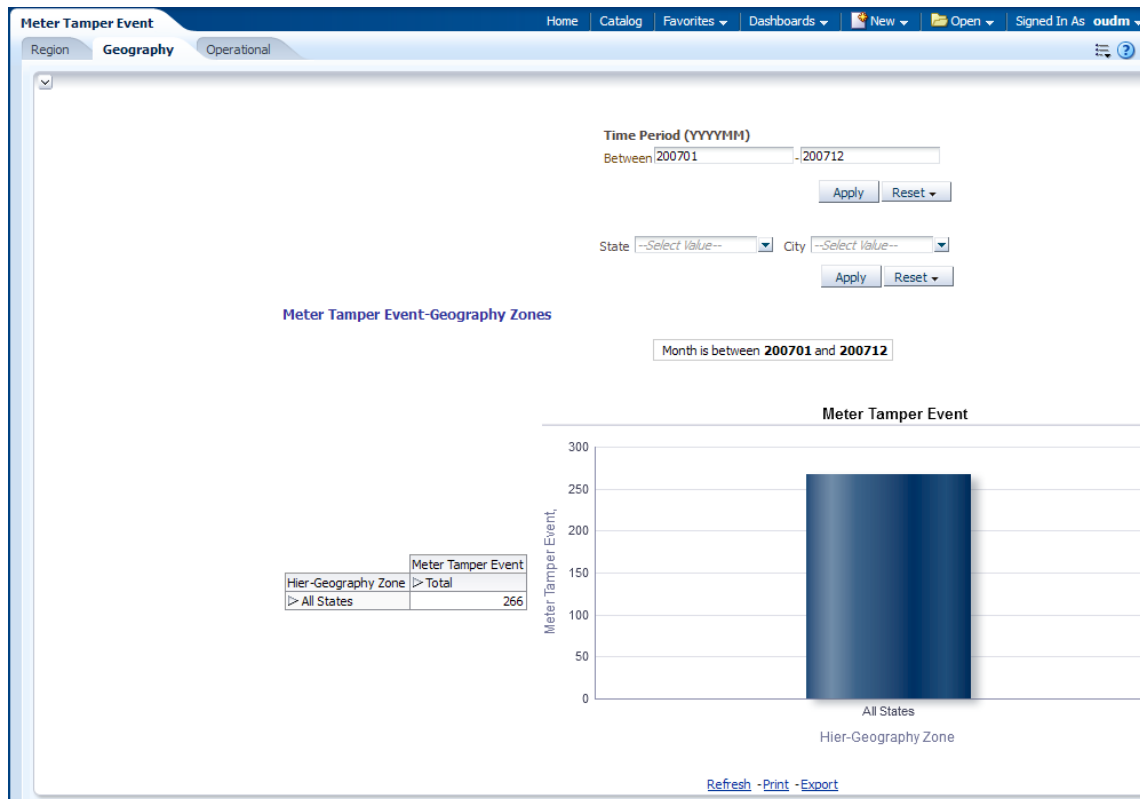 Meter Tamper Event
Home Catalog Favorites Dashboards New Open Signed In As oudm
Region Geography Operational
Time Period (YYYYMM)
Between 200701 - 200712
Apply Reset
State --Select Value-- City --Select Value--
Apply Reset
Meter Tamper Event-Geography Zones
Month is between 200701 and 200712
Meter Tamper Event
300
250
200
150
100
50
0
Meter Tamper Event,
All States
Hier-Geography Zone
Meter Tamper Event
Hier-Geography Zone Total
All States 266
Refresh - Print - Export